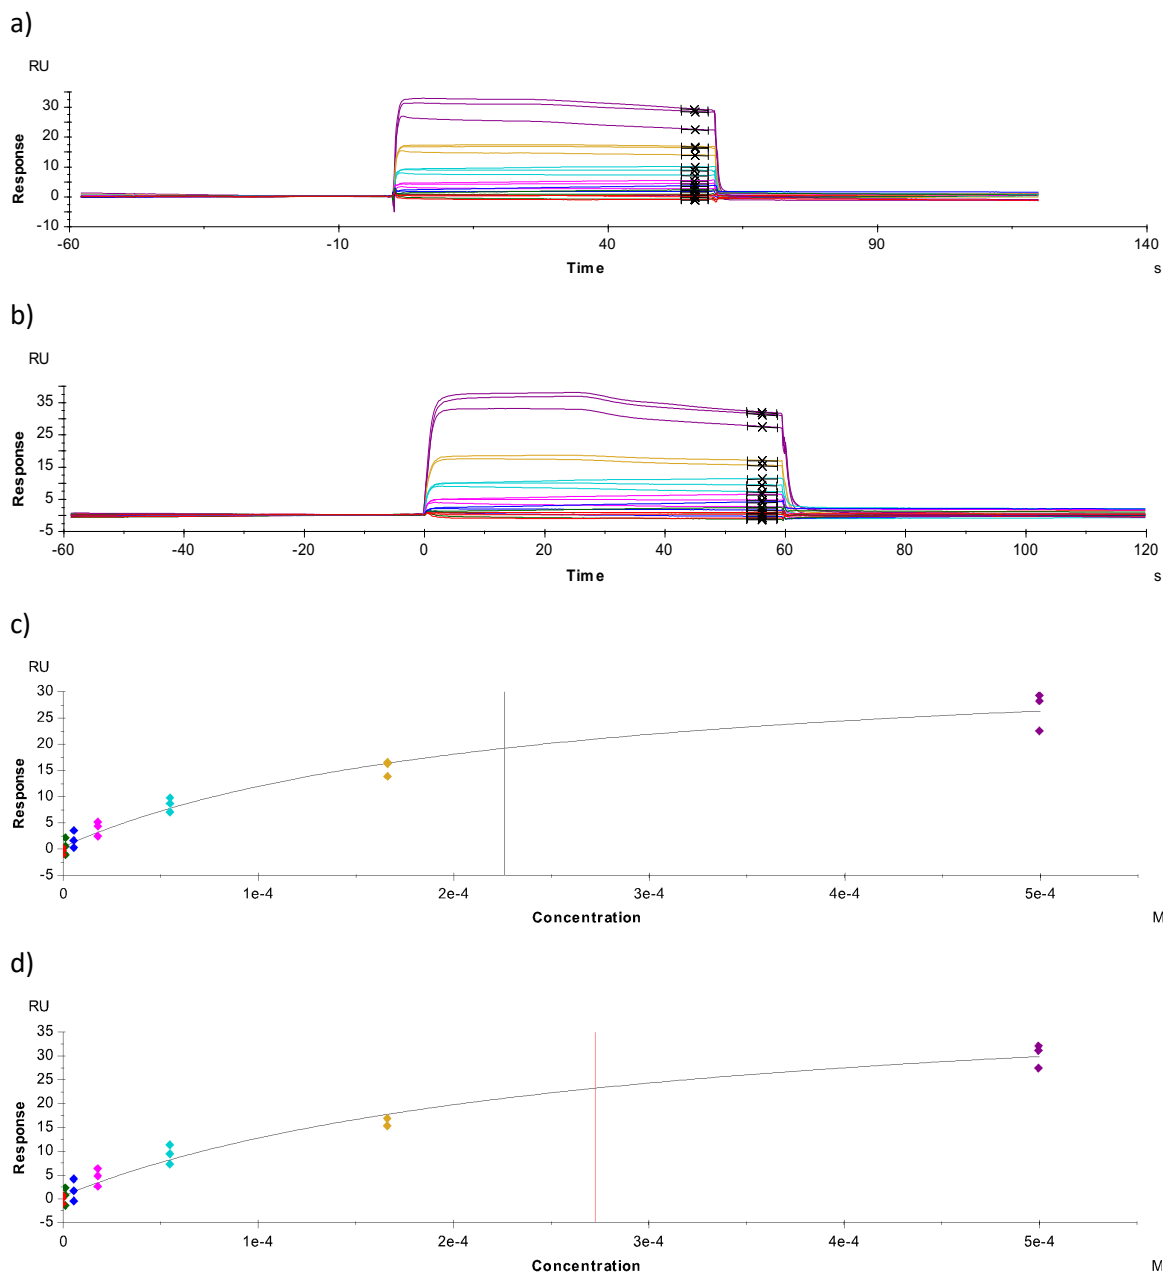 a)
RU
30
20
10
0
-10
Response
-60 -10 40 90 140
Time s
b)
RU
35
25
15
5
-5
Response
-60 -40 -20 0 20 40 60 80 100 120
Time s
c)
RU
30
25
20
15
10
5
0
-5
Response
0 1e-4 2e-4 3e-4 4e-4 5e-4
Concentration M
d)
RU
35
30
25
20
15
10
5
0
-5
Response
0 1e-4 2e-4 3e-4 4e-4 5e-4
Concentration M